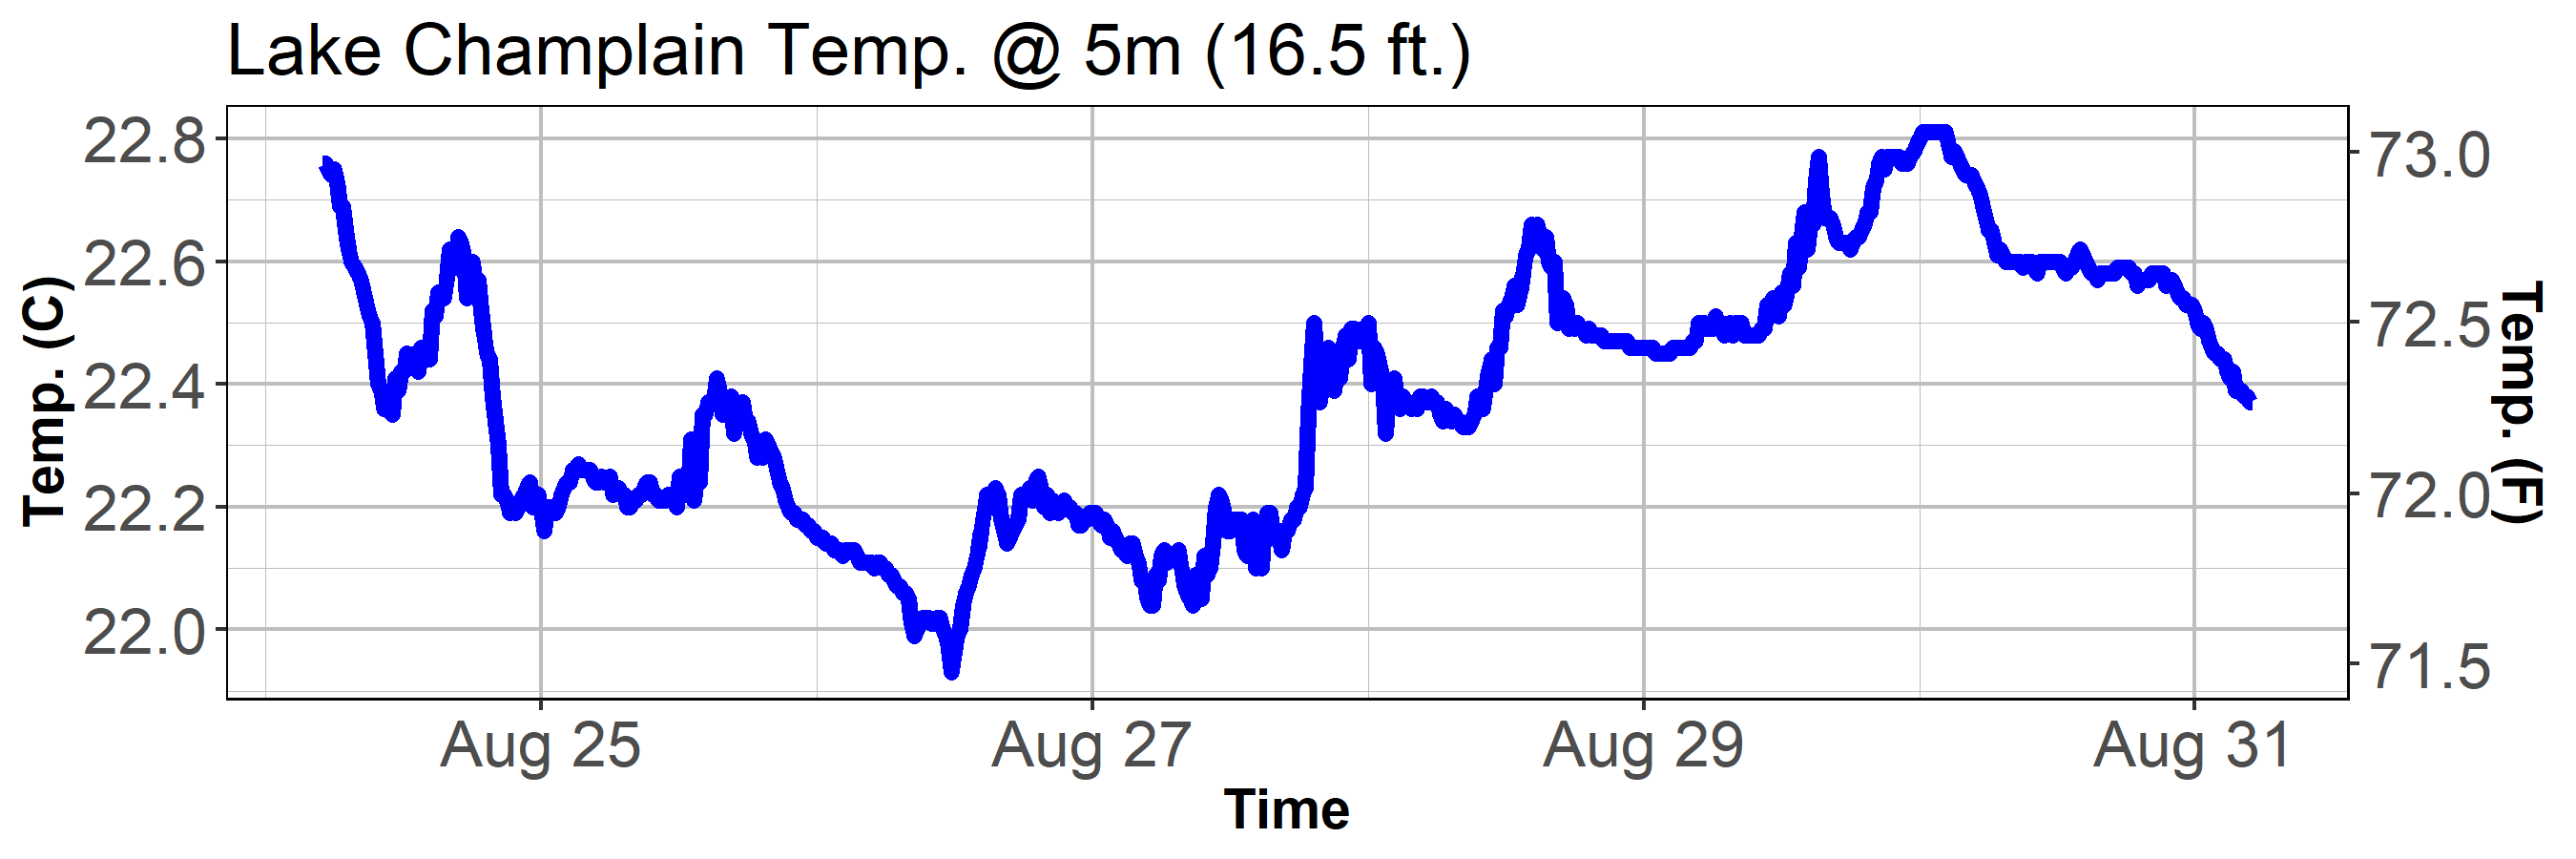 Lake Champlain Temp. @ 5m (16.5 ft.)
Temp. (C)
22.8
22.6
22.4
22.2
22.0
73.0
72.5
72.0
71.5
Temp. (F)
Aug 25 Aug 27 Aug 29 Aug 31
Time